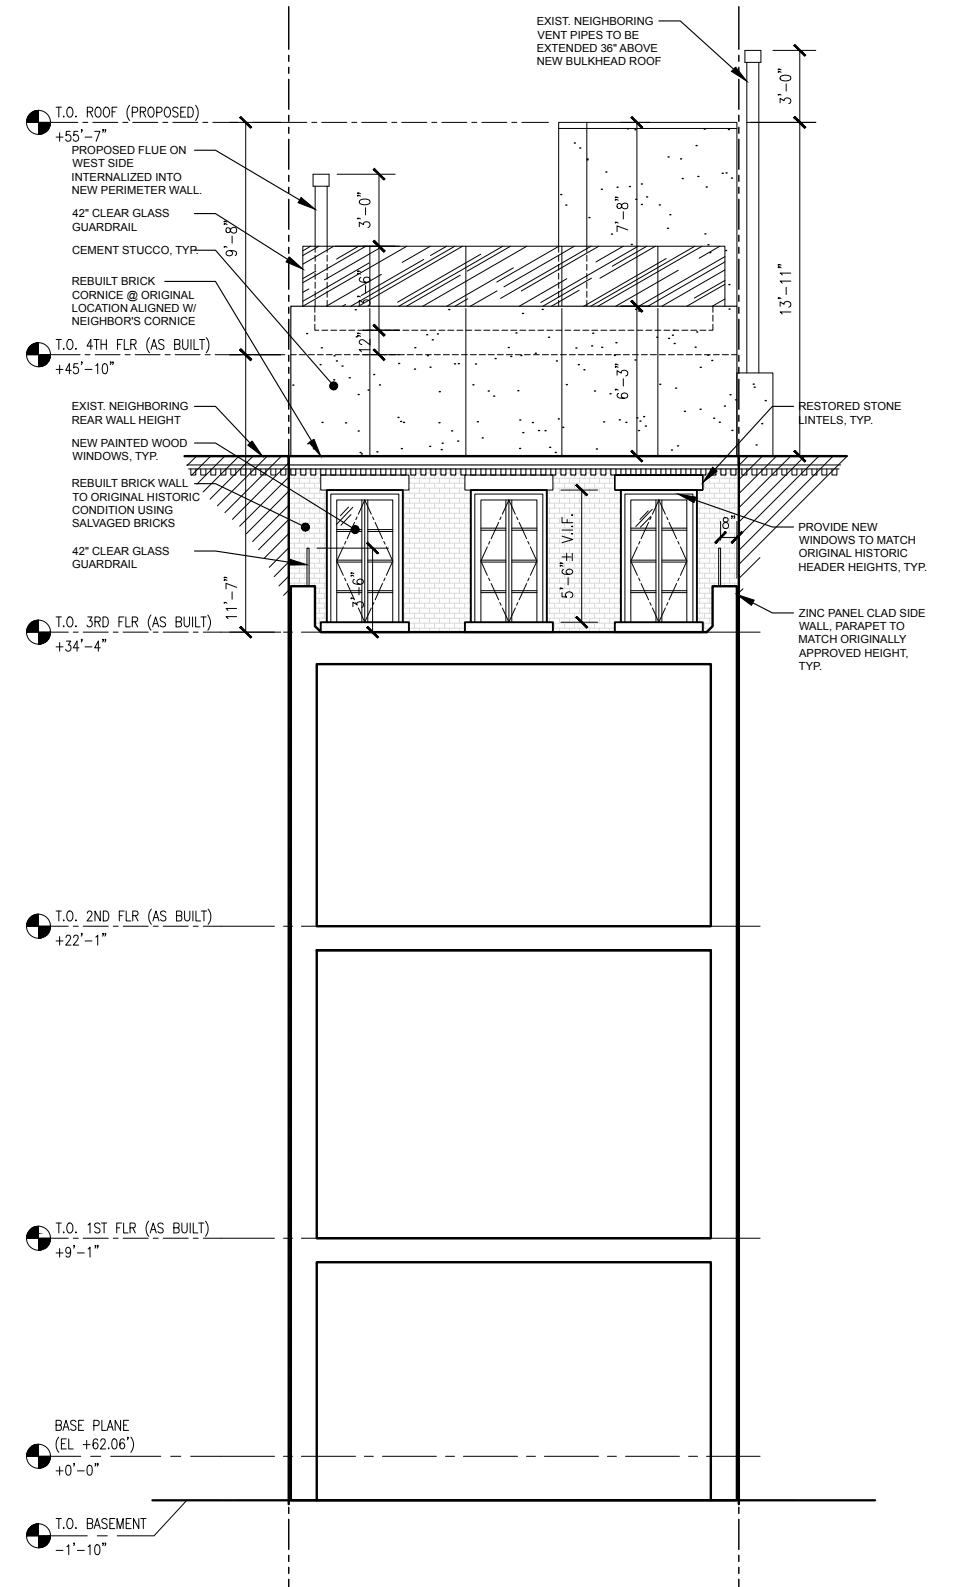 EXIST. NEIGHBORING
VENT PIPES TO BE
EXTENDED 36" ABOVE
NEW BULKHEAD ROOF
3'-0"
T.O. ROOF (PROPOSED)
+55'-7"
PROPOSED FLUE ON
WEST SIDE
INTERNALIZED INTO
NEW PERIMETER WALL.
42" CLEAR GLASS
GUARDRAIL
CEMENT STUCCO, TYP.
REBUILT BRICK
CORNICE @ ORIGINAL
LOCATION ALIGNED W/
NEIGHBOR'S CORNICE
9'-8"
3'-0"
3'-6"
12"
7'-8"
6'-3"
13'-11"
T.O. 4TH FLR (AS BUILT)
+45'-10"
EXIST. NEIGHBORING
REAR WALL HEIGHT
NEW PAINTED WOOD
WINDOWS, TYP.
REBUILT BRICK WALL
TO ORIGINAL HISTORIC
CONDITION USING
SALVAGED BRICKS
42" CLEAR GLASS
GUARDRAIL
11'-7"
3'-6"
5'-6"± V.I.F.
8"
RESTORED STONE
LINTELS, TYP.
PROVIDE NEW
WINDOWS TO MATCH
ORIGINAL HISTORIC
HEADER HEIGHTS, TYP.
ZINC PANEL CLAD SIDE
WALL, PARAPET TO
MATCH ORIGINALLY
APPROVED HEIGHT,
TYP.
T.O. 3RD FLR (AS BUILT)
+34'-4"
T.O. 2ND FLR (AS BUILT)
+22'-1"
T.O. 1ST FLR (AS BUILT)
+9'-1"
BASE PLANE
(EL +62.06')
+0'-0"
T.O. BASEMENT
-1'-10"